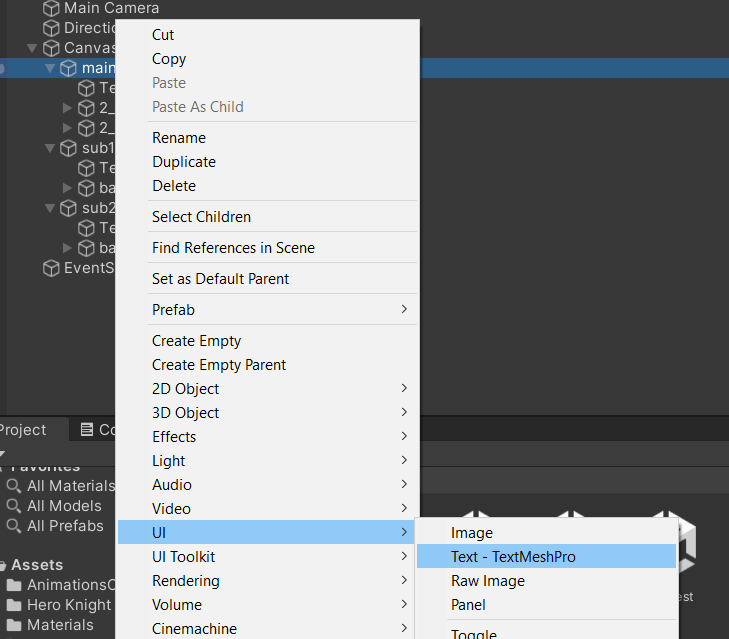 Main Camera
Directio
Canvas
main
Te
2_
2_
sub1
Te
ba
sub2
Te
ba
EventS
Cut
Copy
Paste
Paste As Child
Rename
Duplicate
Delete
Select Children
Find References in Scene
Set as Default Parent
Prefab
Create Empty
Create Empty Parent
2D Object
3D Object
Effects
Light
Audio
Video
UI
UI Toolkit
Rendering
Volume
Cinemachine
Image
Text - TextMeshPro
Raw Image
Panel
Toggle
Project
Co
Favorites
All Materials
All Models
All Prefabs
Assets
AnimationsC
Hero Knight
Materials
est